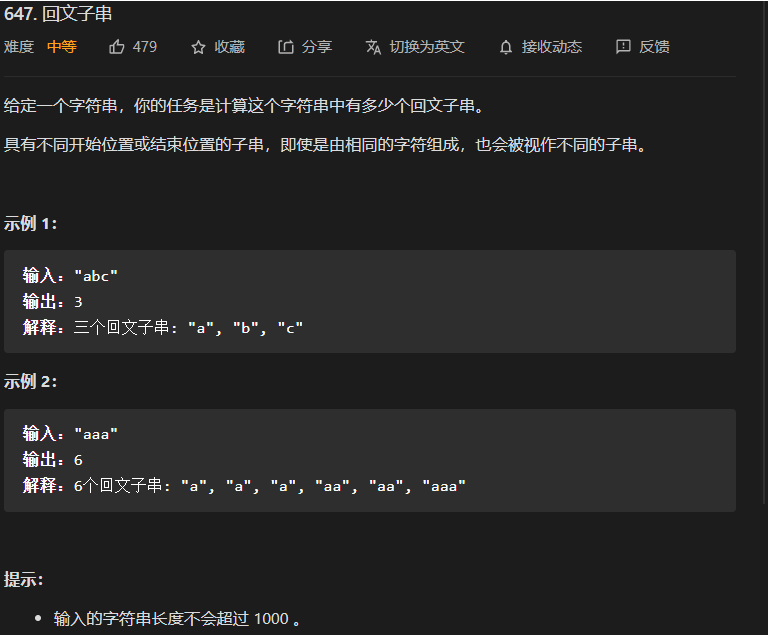 647. 回文子串
难度 中等 479 收藏 分享 切换为英文 接收动态 反馈
给定一个字符串，你的任务是计算这个字符串中有多少个回文子串。
具有不同开始位置或结束位置的子串，即使是由相同的字符组成，也会被视作不同的子串。
示例 1：
输入："abc"
输出：3
解释：三个回文子串: "a", "b", "c"
示例 2：
输入："aaa"
输出：6
解释：6个回文子串: "a", "a", "a", "aa", "aa", "aaa"
提示：
• 输入的字符串长度不会超过 1000 。